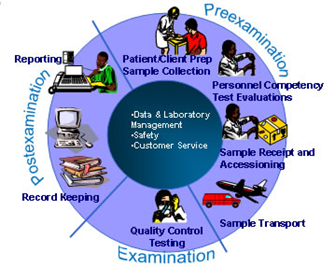 Preexamination
Reporting
Patient/Client Prep
Sample Collection
Personnel Competency
Test Evaluations
•Data & Laboratory
Management
•Safety
•Customer Service
Sample Receipt and
Accessioning
Postexamination
Record Keeping
Sample Transport
Quality Control
Testing
Examination